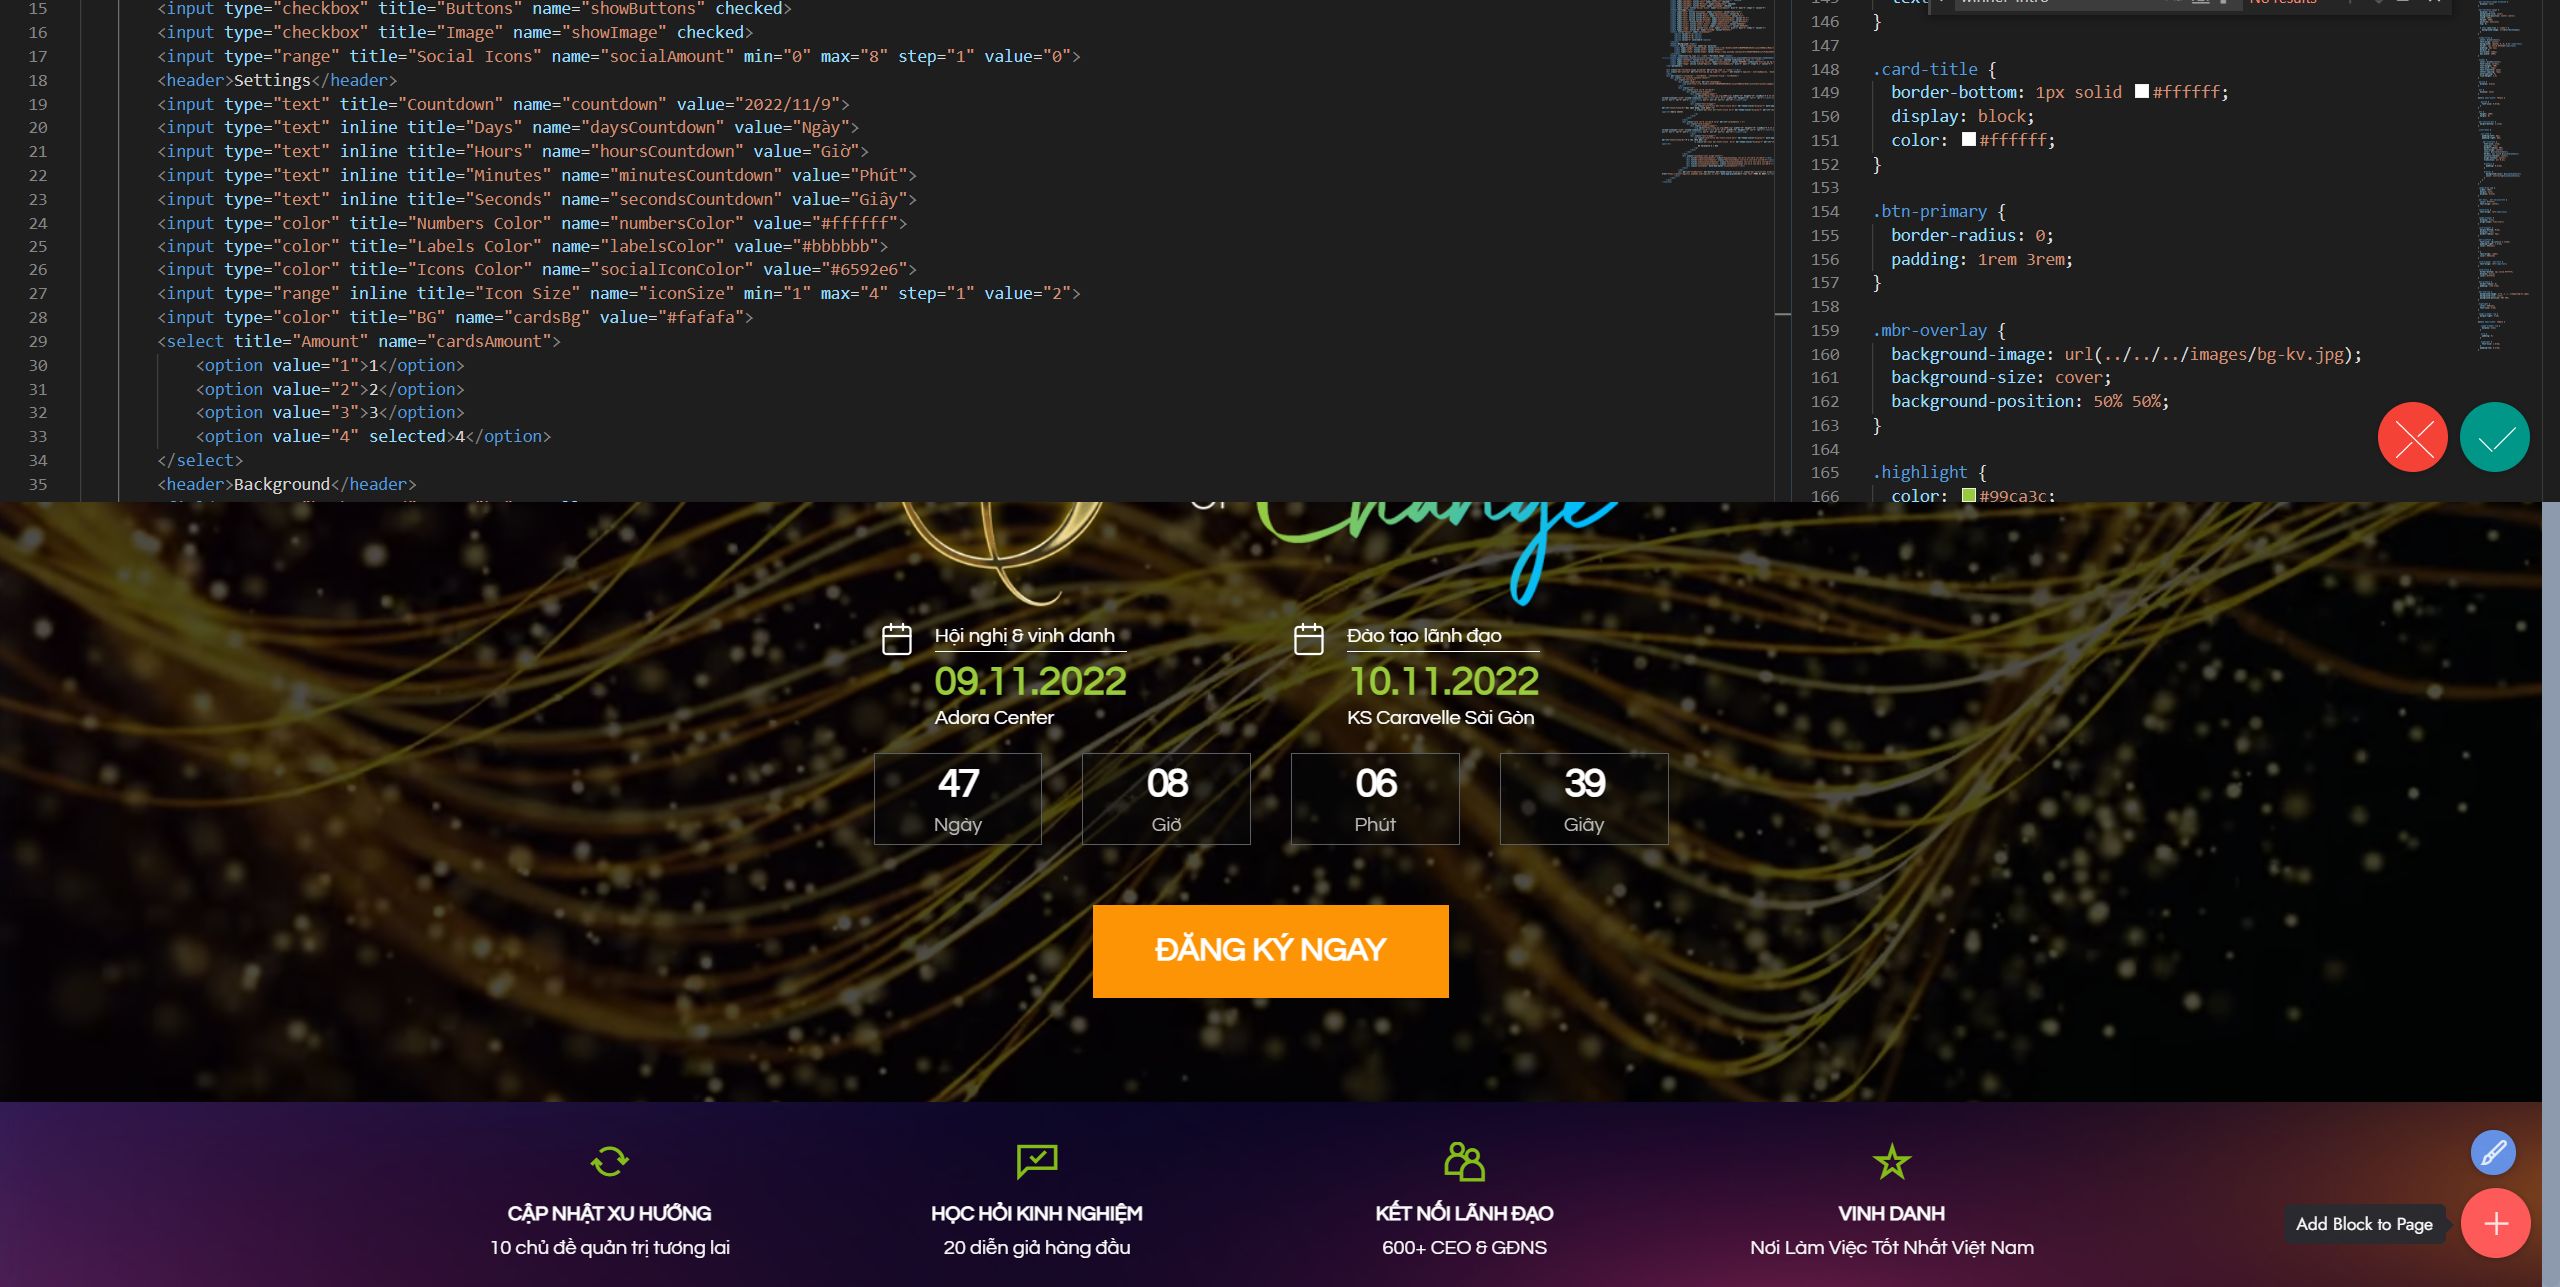 15 <input type="checkbox" title="Buttons" name="showButtons" checked>
16 <input type="checkbox" title="Image" name="showImage" checked>
17 <input type="range" title="Social Icons" name="socialAmount" min="0" max="8" step="1" value="0">
18 <header>Settings</header>
19 <input type="text" title="Countdown" name="countdown" value="2022/11/9">
20 <input type="text" inline title="Days" name="daysCountdown" value="Ngày">
21 <input type="text" inline title="Hours" name="hoursCountdown" value="Giờ">
22 <input type="text" inline title="Minutes" name="minutesCountdown" value="Phút">
23 <input type="text" inline title="Seconds" name="secondsCountdown" value="Giây">
24 <input type="color" title="Numbers Color" name="numbersColor" value="#ffffff">
25 <input type="color" title="Labels Color" name="labelsColor" value="#bbbbbb">
26 <input type="color" title="Icons Color" name="socialIconColor" value="#6592e6">
27 <input type="range" inline title="Icon Size" name="iconSize" min="1" max="4" step="1" value="2">
28 <input type="color" title="BG" name="cardsBg" value="#fafafa">
29 <select title="Amount" name="cardsAmount">
30 <option value="1">1</option>
31 <option value="2">2</option>
32 <option value="3">3</option>
33 <option value="4" selected>4</option>
34 </select>
35 <header>Background</header>
No results
146 }
147
148 .card-title {
149 border-bottom: 1px solid #ffffff;
150 display: block;
151 color: #ffffff;
152 }
153
154 .btn-primary {
155 border-radius: 0;
156 padding: 1rem 3rem;
157 }
158
159 .mbr-overlay {
160 background-image: url(../../../images/bg-kv.jpg);
161 background-size: cover;
162 background-position: 50% 50%;
163 }
164
165 .highlight {
166 color: #99ca3c;
Change
Hội nghị & vinh danh
09.11.2022
Adora Center
Đào tạo lãnh đạo
10.11.2022
KS Caravelle Sài Gòn
47 08 06 39
Ngày Giờ Phút Giây
ĐĂNG KÝ NGAY
CẬP NHẬT XU HƯỚNG
10 chủ đề quản trị tương lai
HỌC HỎI KINH NGHIỆM
20 diễn giả hàng đầu
KẾT NỐI LÃNH ĐẠO
600+ CEO & GĐNS
VINH DANH
Nơi Làm Việc Tốt Nhất Việt Nam
Add Block to Page